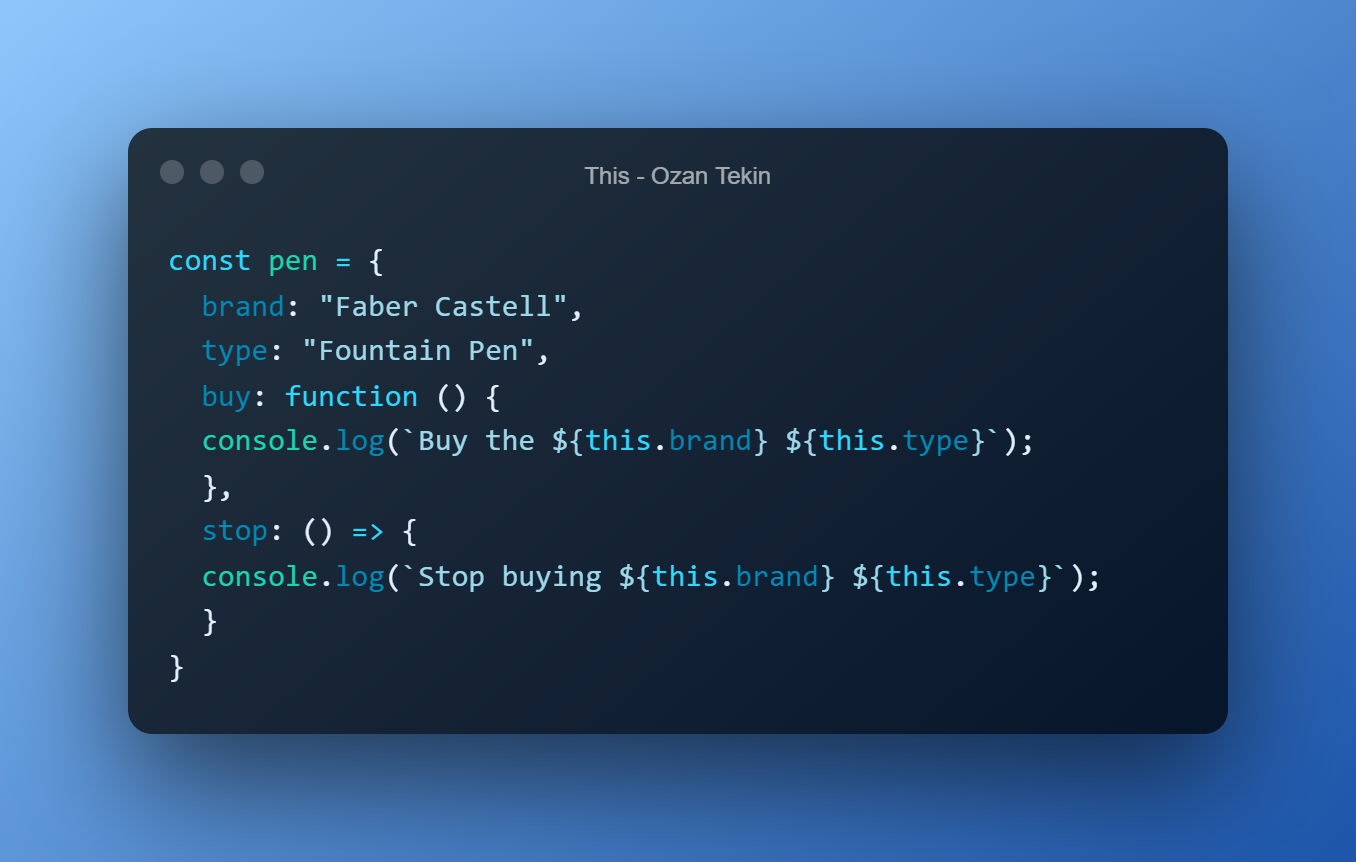 This - Ozan Tekin
const pen = {
  brand: "Faber Castell",
  type: "Fountain Pen",
  buy: function () {
  console.log(`Buy the ${this.brand} ${this.type}`);
  },
  stop: () => {
  console.log(`Stop buying ${this.brand} ${this.type}`);
  }
}